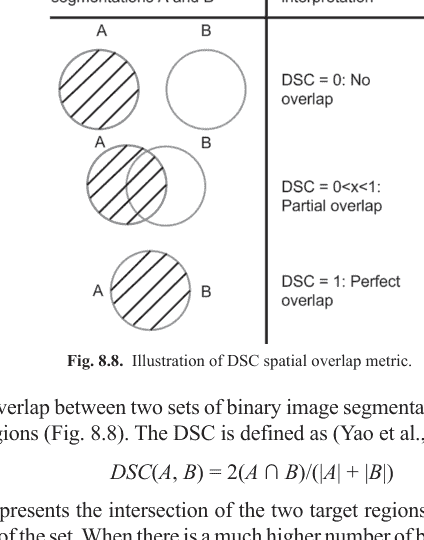 segmentations A and B interpretation
A B
DSC = 0: No
overlap
A B
DSC = 0<x<1:
Partial overlap
A B
DSC = 1: Perfect
overlap
Fig. 8.8. Illustration of DSC spatial overlap metric.
verlap between two sets of binary image segmenta
gions (Fig. 8.8). The DSC is defined as (Yao et al.,
DSC(A, B) = 2(A ∩ B)/(|A| + |B|)
presents the intersection of the two target regions
of the set. When there is a much higher number of b